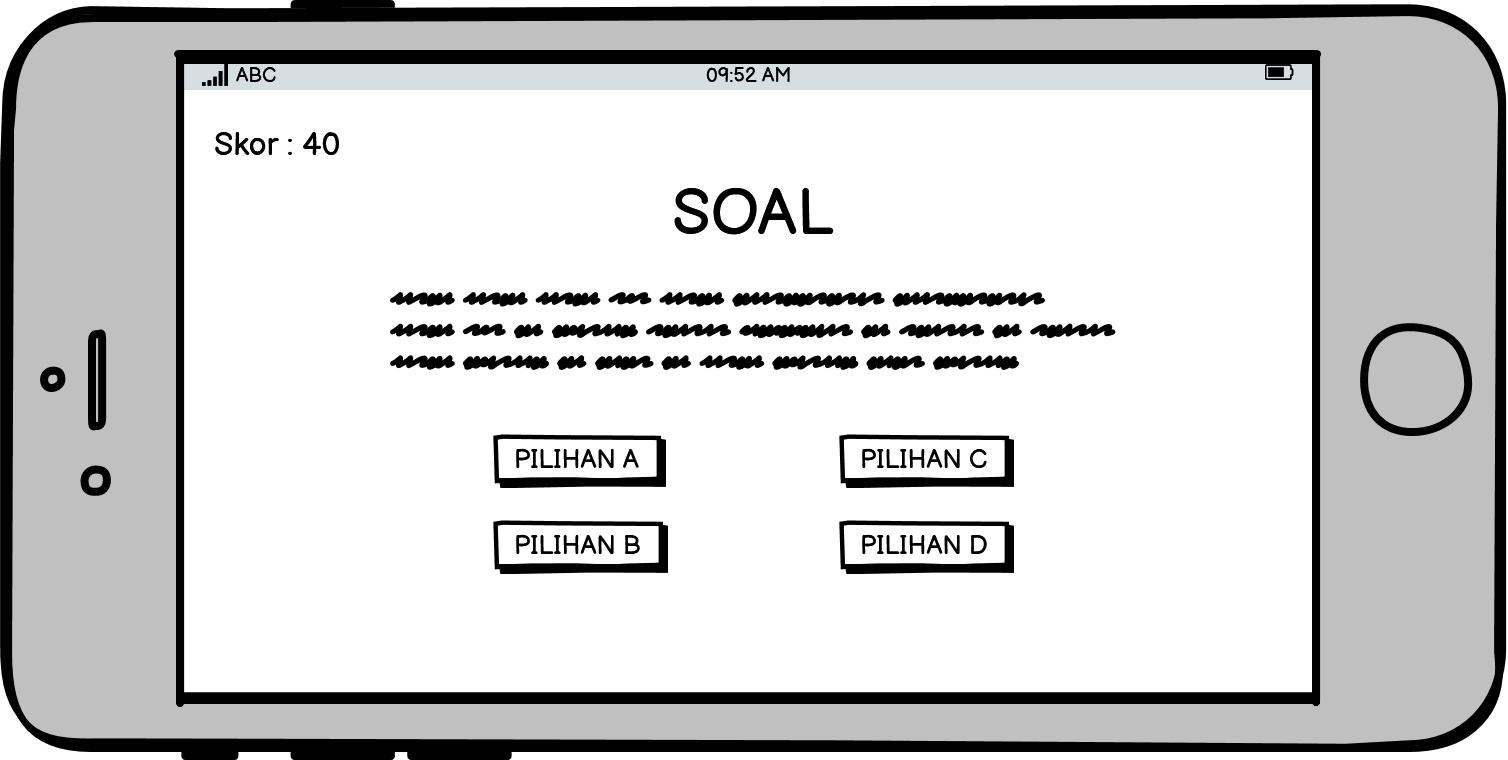 ABC 09:52 AM
Skor : 40
SOAL
PILIHAN A PILIHAN C
PILIHAN B PILIHAN D